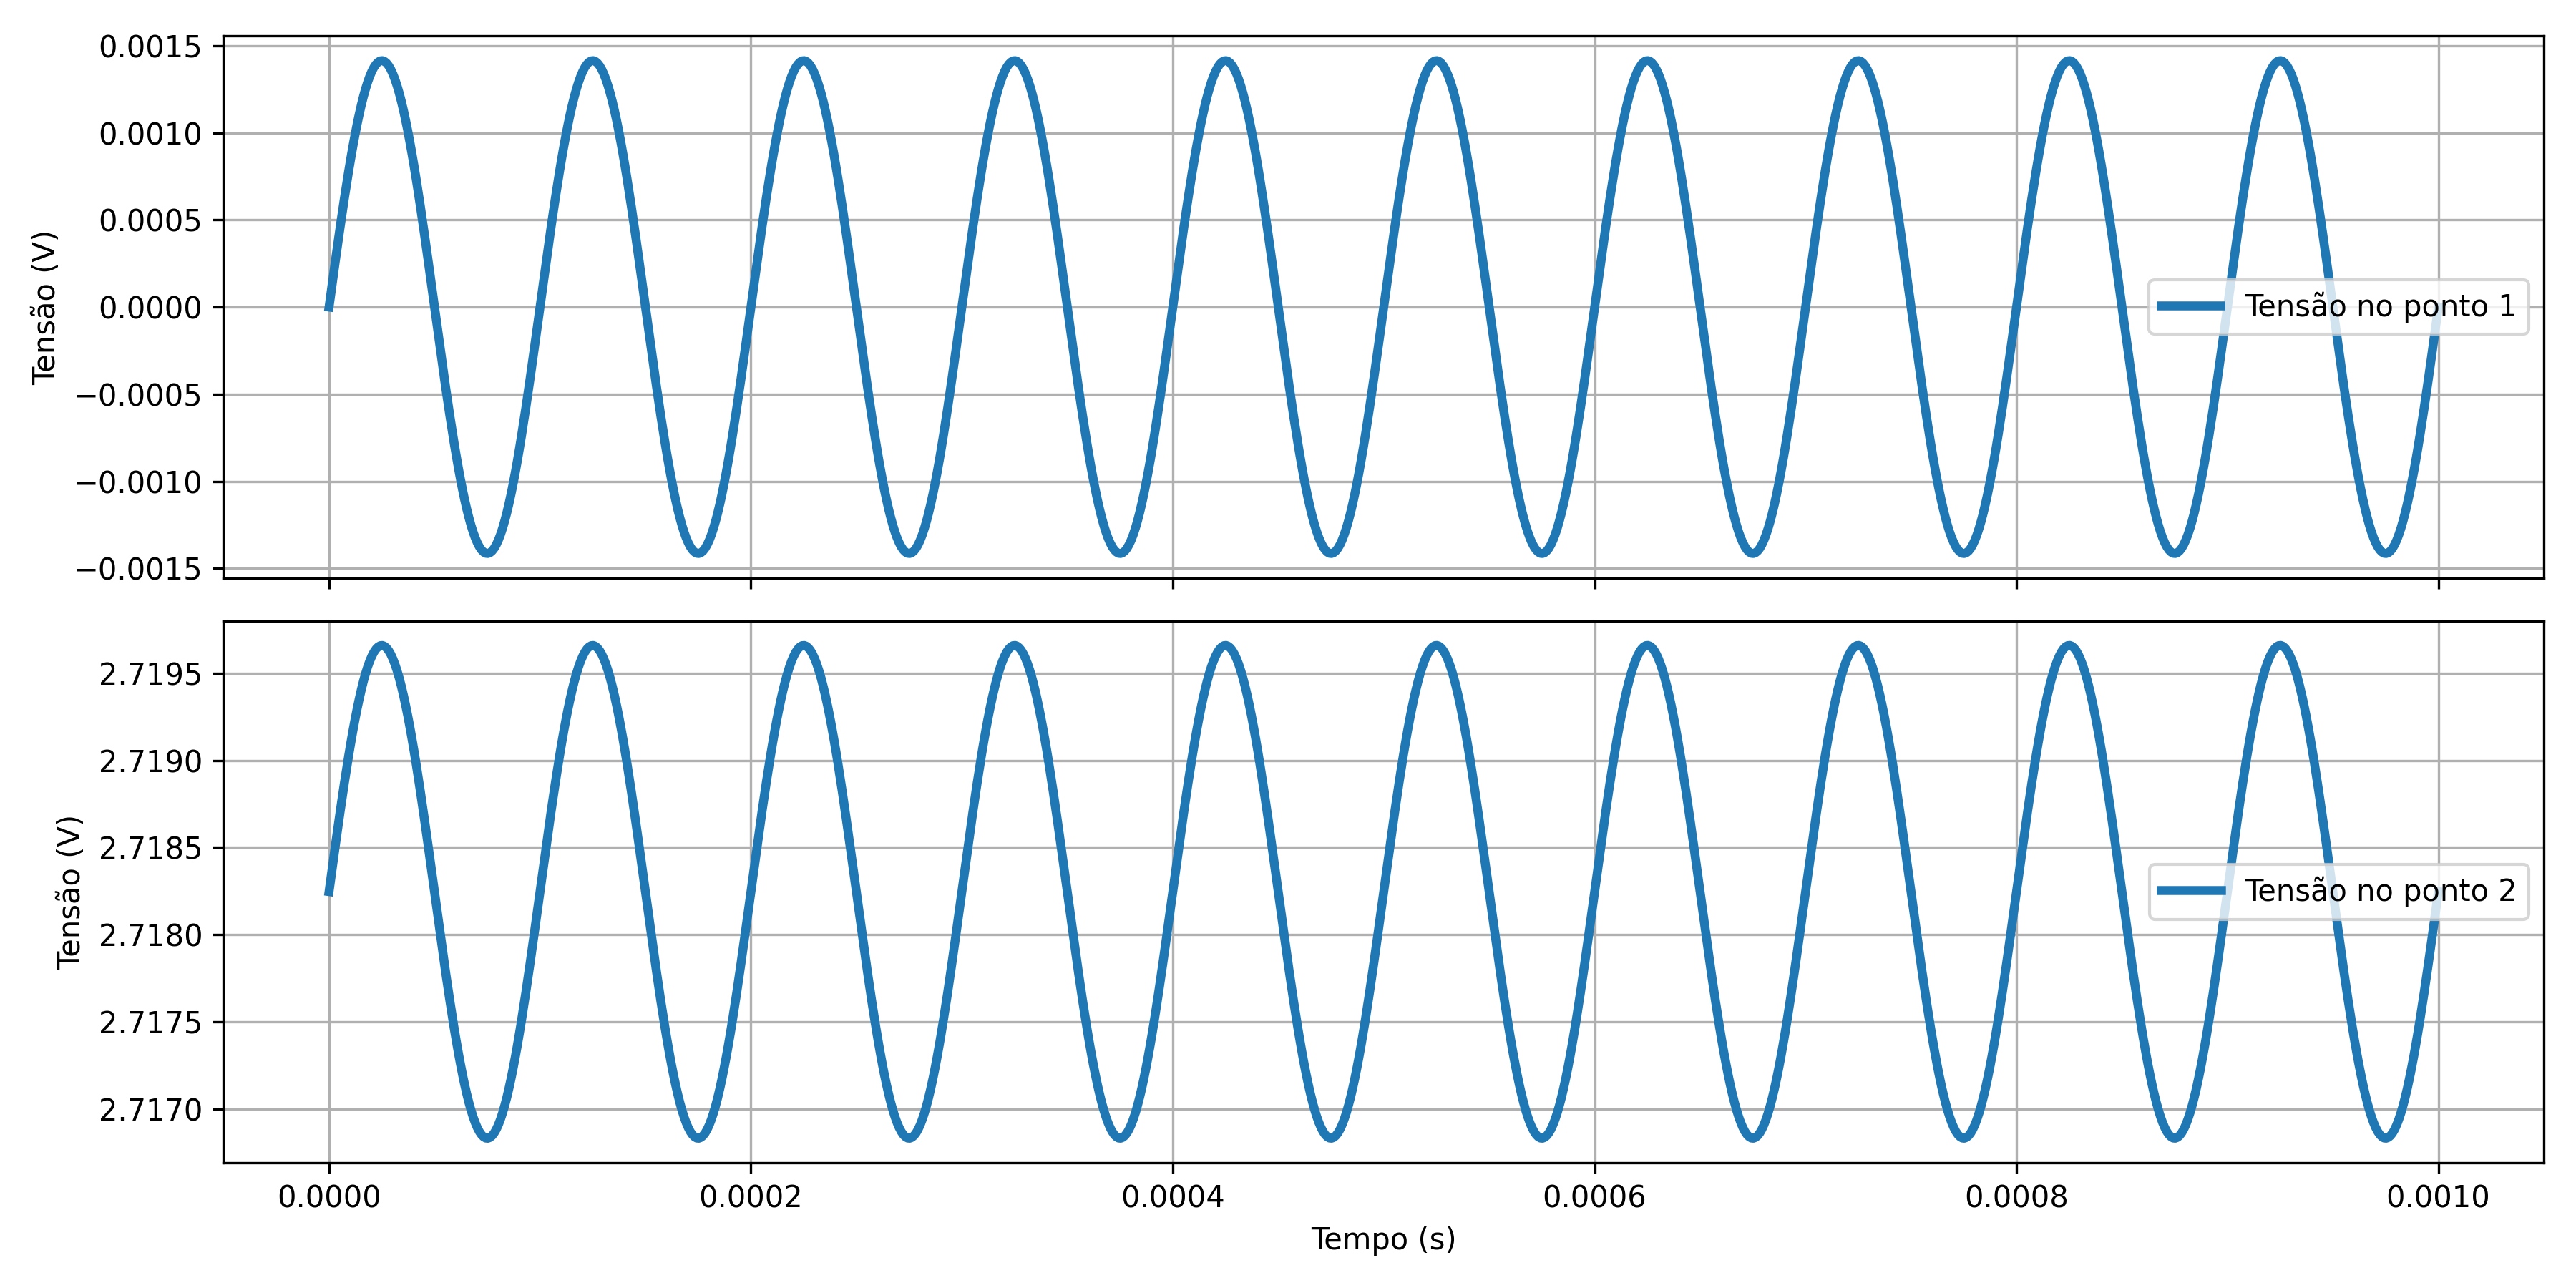 0.0015
0.0010
0.0005
0.0000
−0.0005
−0.0010
−0.0015
Tensão (V)
Tensão no ponto 1
2.7195
2.7190
2.7185
2.7180
2.7175
2.7170
Tensão (V)
Tensão no ponto 2
0.0000 0.0002 0.0004 0.0006 0.0008 0.0010
Tempo (s)